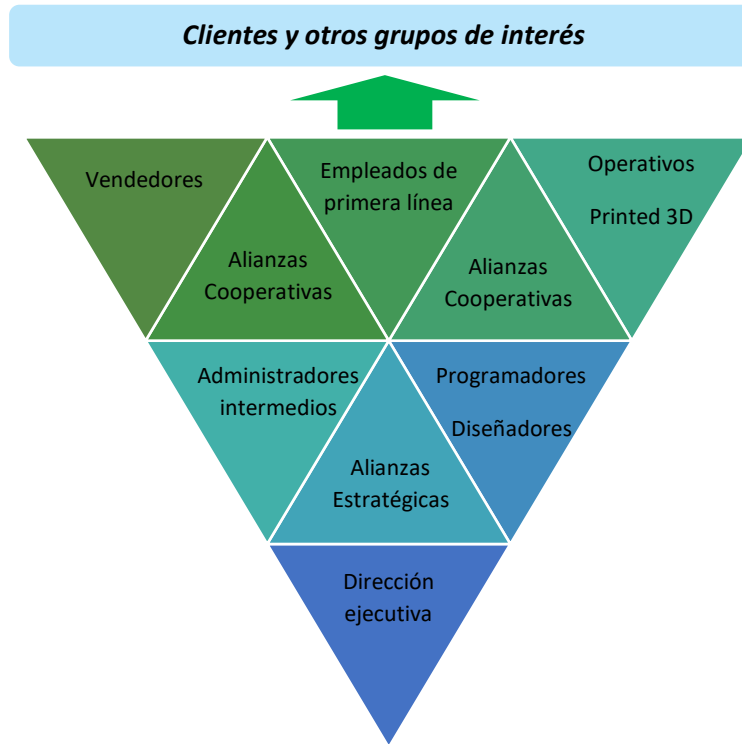 Clientes y otros grupos de interés
Vendedores
Empleados de
primera línea
Operativos
Printed 3D
Alianzas
Cooperativas
Alianzas
Cooperativas
Administradores
intermedios
Programadores
Diseñadores
Alianzas
Estratégicas
Dirección
ejecutiva